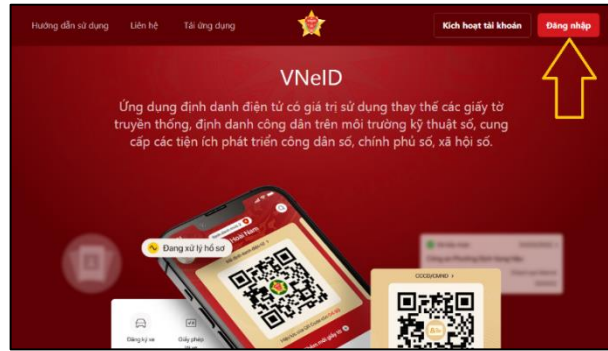 Hướng dẫn sử dụng
Liên hệ
Tải ứng dụng
Kích hoạt tài khoản
Đăng nhập
VNeID
Ứng dụng định danh điện tử có giá trị sử dụng thay thế các giấy tờ
truyền thống, định danh công dân trên môi trường kỹ thuật số, cung
cấp các tiện ích phát triển công dân số, chính phủ số, xã hội số.
Hoài Nam
Đang xử lý hồ sơ
CCCD/CMND
Đăng ký xe
Giấy phép